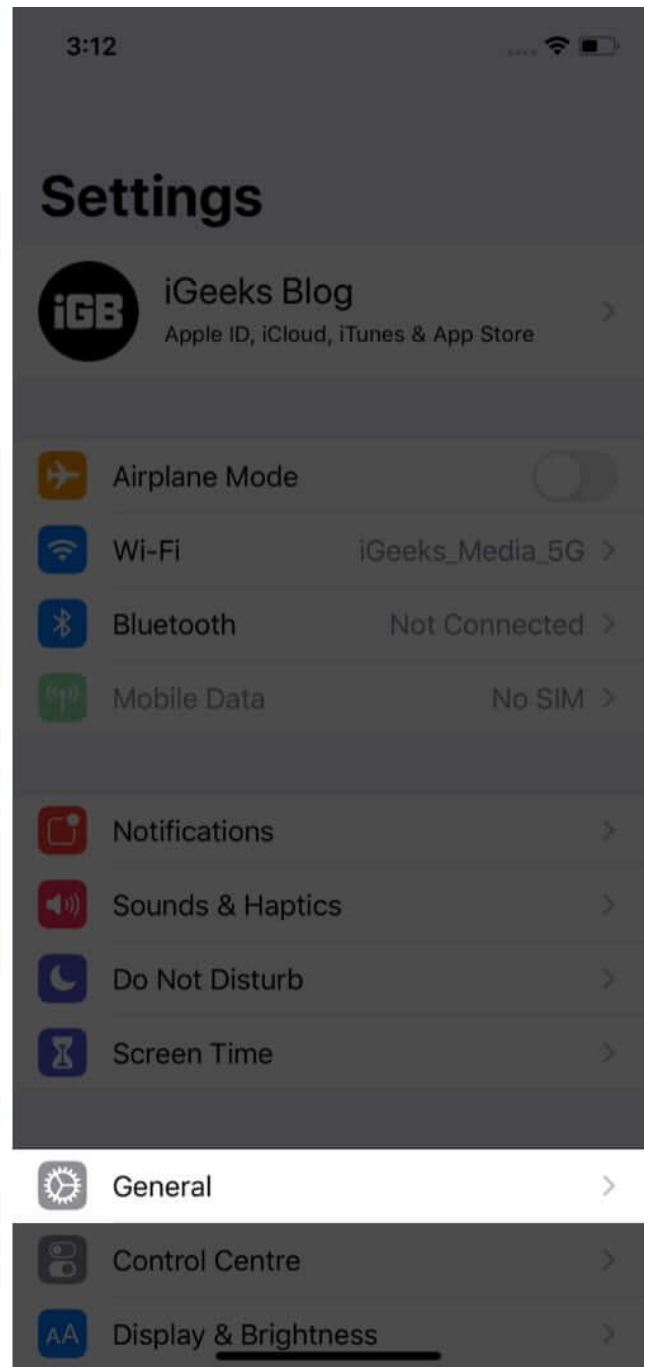 3:12
Settings
iGB
iGeeks Blog
Apple ID, iCloud, iTunes & App Store
Airplane Mode
Wi-Fi iGeeks_Media_5G
Bluetooth Not Connected
Mobile Data No SIM
Notifications
Sounds & Haptics
Do Not Disturb
Screen Time
General
Control Centre
AA Display & Brightness